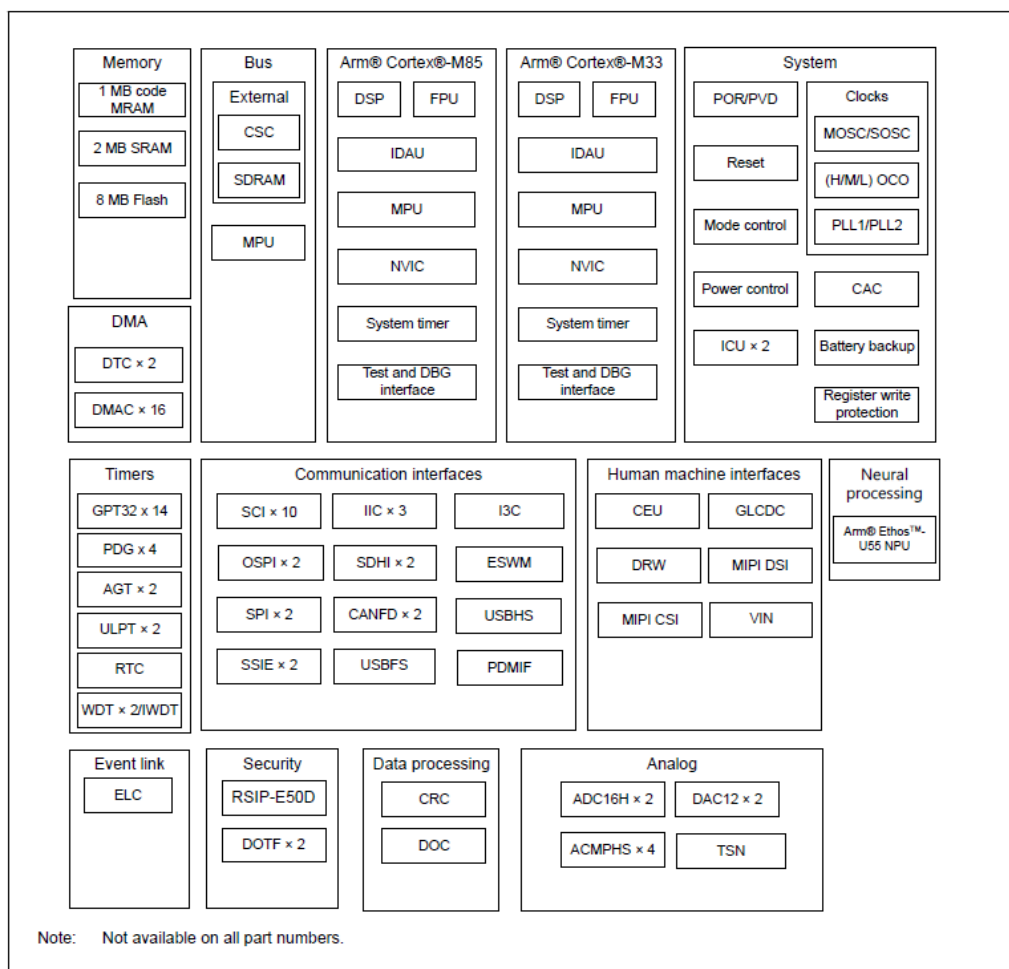 Memory
1 MB code
MRAM
2 MB SRAM
8 MB Flash
Bus
External
CSC
SDRAM
MPU
Arm® Cortex®-M85
DSP
FPU
IDAU
MPU
NVIC
System timer
Test and DBG
interface
Arm® Cortex®-M33
DSP
FPU
IDAU
MPU
NVIC
System timer
Test and DBG
interface
System
POR/PVD
Reset
Mode control
Power control
ICU × 2
Clocks
MOSC/SOSC
(H/M/L) OCO
PLL1/PLL2
CAC
Battery backup
Register write
protection
DMA
DTC × 2
DMAC × 16
Timers
GPT32 x 14
PDG x 4
AGT × 2
ULPT × 2
RTC
WDT × 2/IWDT
Communication interfaces
SCI × 10
IIC × 3
I3C
OSPI × 2
SDHI × 2
ESWM
SPI × 2
CANFD × 2
USBHS
SSIE × 2
USBFS
PDMIF
Human machine interfaces
CEU
GLCDC
DRW
MIPI DSI
MIPI CSI
VIN
Neural
processing
Arm® Ethos™-
U55 NPU
Event link
ELC
Security
RSIP-E50D
DOTF × 2
Data processing
CRC
DOC
Analog
ADC16H × 2
DAC12 × 2
ACMPHS × 4
TSN
Note: Not available on all part numbers.